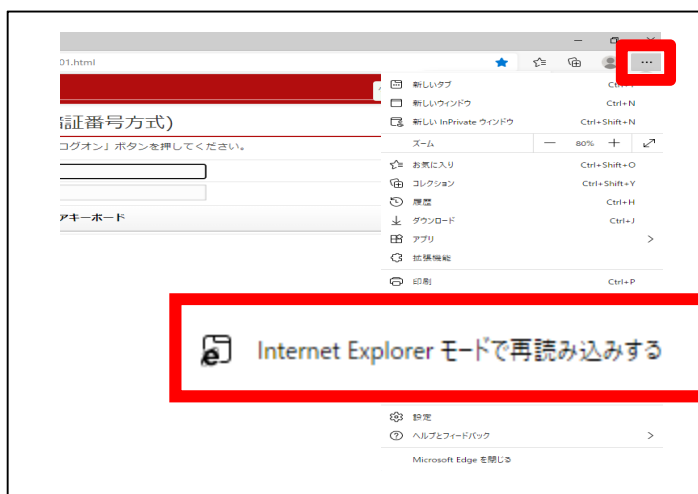 01.html
証番号方式)
コグオン」ボタンを押してください。
アキーボード
新しいタブ
新しいウィンドウ Ctrl+N
新しい InPrivate ウィンドウ Ctrl+Shift+N
ズーム 80%
お気に入り Ctrl+Shift+O
コレクション Ctrl+Shift+Y
履歴 Ctrl+H
ダウンロード Ctrl+J
アプリ
拡張機能
印刷 Ctrl+P
Internet Explorer モードで再読み込みする
設定
ヘルプとフィードバック
Microsoft Edge を閉じる